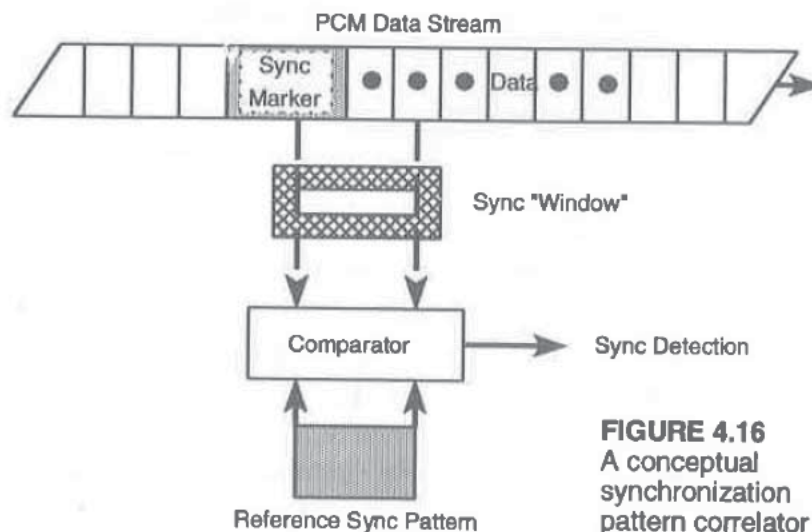 PCM Data Stream
Sync
Marker
Data
Sync "Window"
Comparator
Sync Detection
Reference Sync Pattern
FIGURE 4.16
A conceptual
synchronization
pattern correlator